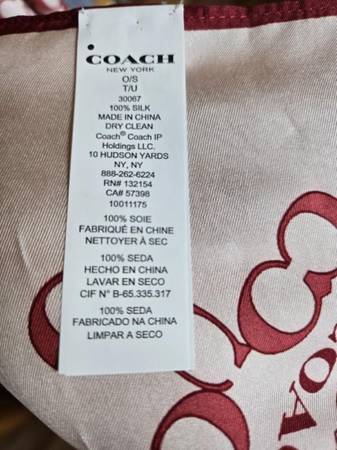 COACH
NEW YORK
O/S
T/U
30067
100% SILK
MADE IN CHINA
DRY CLEAN
Coach® Coach IP
Holdings LLC.
10 HUDSON YARDS
NY, NY
888-262-6224
RN# 132154
CA# 57398
10011175
100% SOIE
FABRIQUÉ EN CHINE
NETTOYER À SEC
100% SEDA
HECHO EN CHINA
LAVAR EN SECO
CIF N° B-65.335.317
100% SEDA
FABRICADO NA CHINA
LIMPAR A SECO